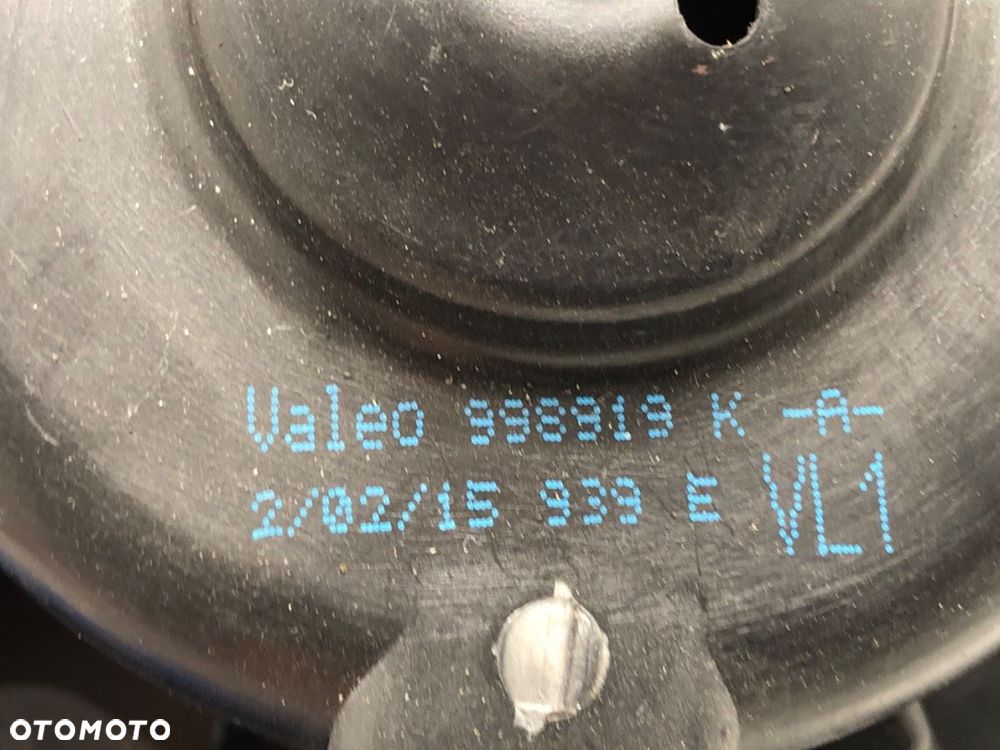 Valeo 998919 K -A-
2/02/15 939 E VL1
OTOMOTO